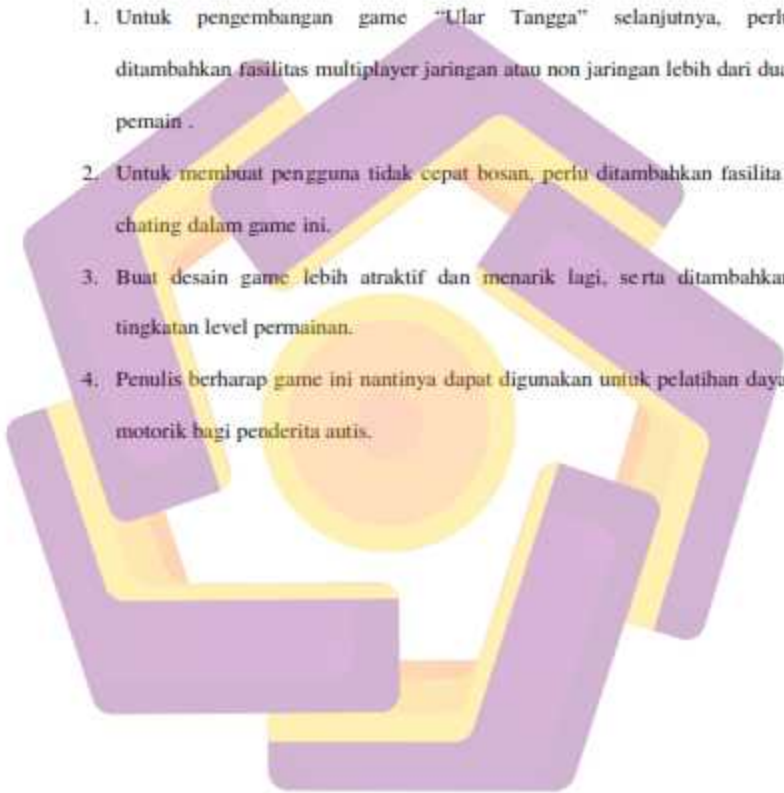 1. Untuk pengembangan game “Ular Tangga” selanjutnya, perlu
ditambahkan fasilitas multiplayer jaringan atau non jaringan lebih dari dua
pemain .
2. Untuk membuat pengguna tidak cepat bosan, perlu ditambahkan fasilita
chating dalam game ini.
3. Buat desain game lebih atraktif dan menarik lagi, serta ditambahkan
tingkatan level permainan.
4. Penulis berharap game ini nantinya dapat digunakan untuk pelatihan daya
motorik bagi penderita autis.